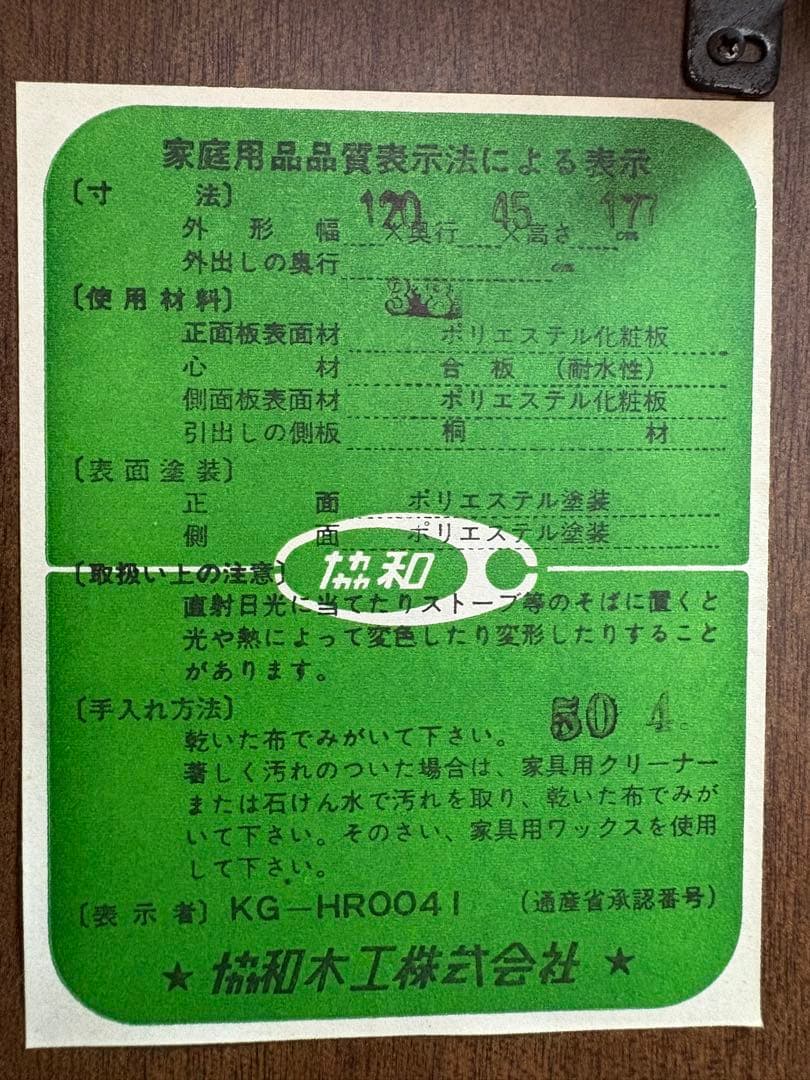 家庭用品品質表示法による表示
〔寸 法〕
外形幅 120 ×奥行 45 ×高さ 177 cm
外出しの奥行 cm
〔使用材料〕 33
正面板表面材 ポリエステル化粧板
心材 合板 (耐水性)
側面板表面材 ポリエステル化粧板
引出しの側板 桐材
〔表面塗装〕
正面 ポリエステル塗装
側面 ポリエステル塗装
協和
〔取扱い上の注意〕
直射日光に当てたりストーブ等のそばに置くと
光や熱によって変色したり変形したりすること
があります。
〔手入れ方法〕 50 4.
乾いた布でみがいて下さい。
著しく汚れのついた場合は、家具用クリーナー
または石けん水で汚れを取り、乾いた布でみが
いて下さい。そのさい、家具用ワックスを使用
して下さい。
〔表示者〕 KG-HR0041 (通産省承認番号)
★ 協和木工株式会社 ★